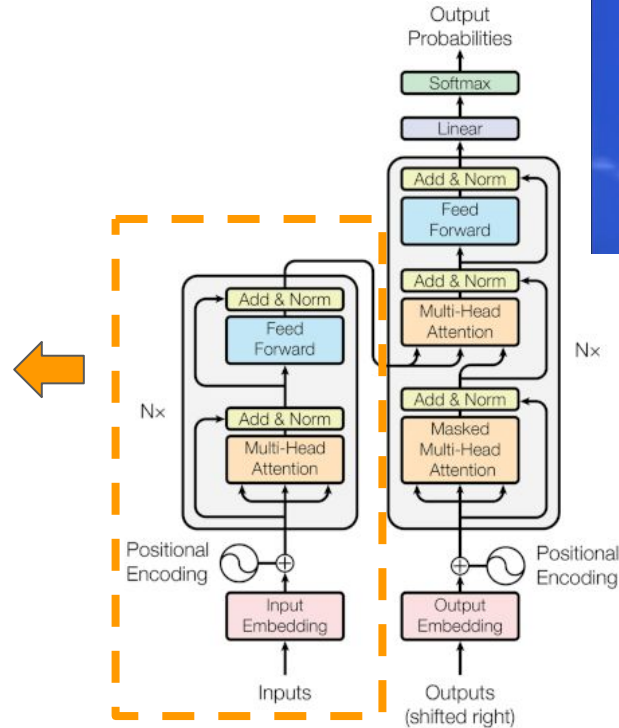 Output
Probabilities
Softmax
Linear
Add & Norm
Feed
Forward
Add & Norm
Multi-Head
Attention
Nx
Add & Norm
Masked
Multi-Head
Attention
Positional
Encoding
Output
Embedding
Outputs
(shifted right)
Add & Norm
Feed
Forward
Nx
Add & Norm
Multi-Head
Attention
Positional
Encoding
Input
Embedding
Inputs